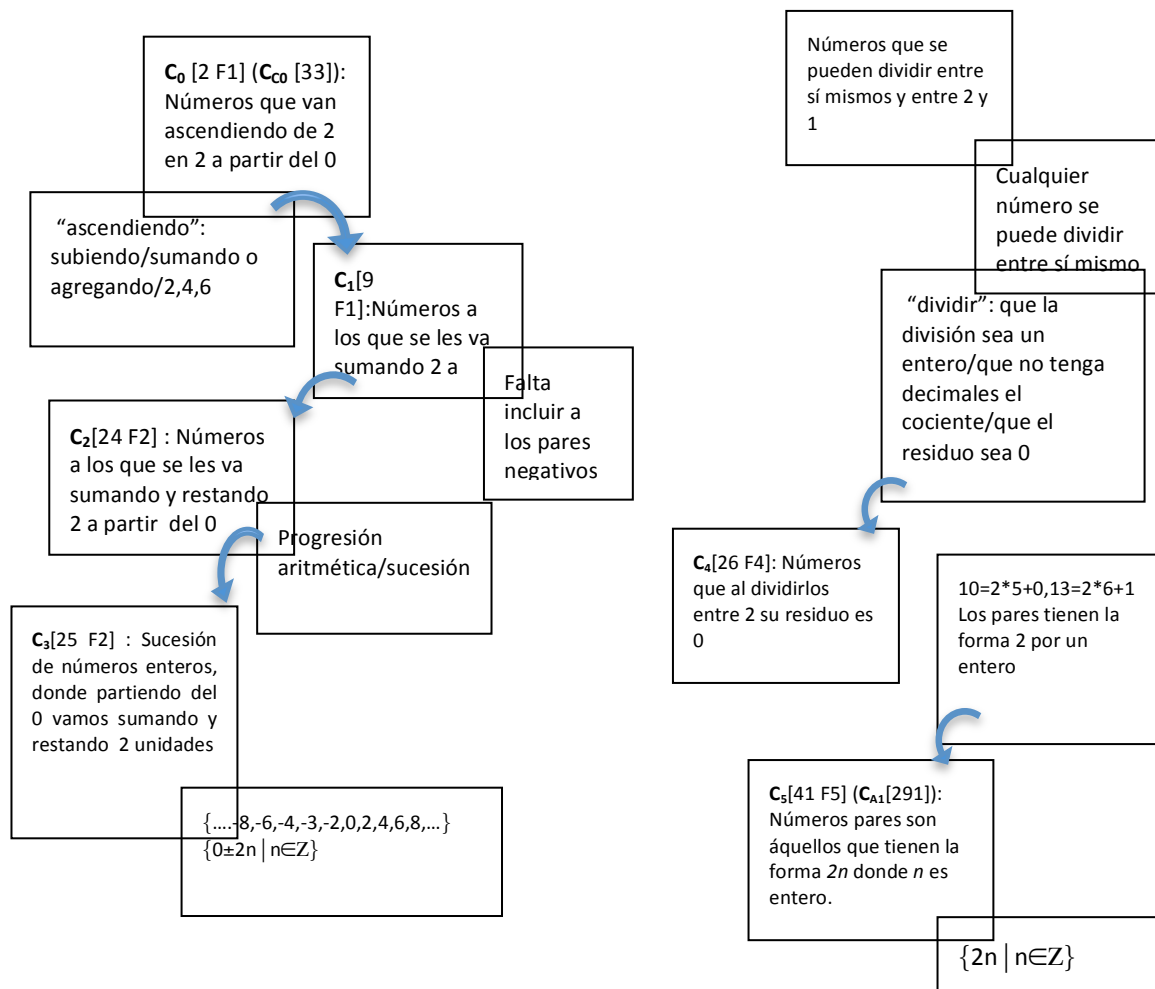 C0 [2 F1] (CC0 [33]):
Números que van
ascendiendo de 2
en 2 a partir del 0
“ascendiendo”:
subiendo/sumando o
agregando/2,4,6
C1[9
F1]:Números a
los que se les va
sumando 2 a
Falta
incluir a
los pares
negativos
C2[24 F2] : Números
a los que se les va
sumando y restando
2 a partir del 0
Progresión
aritmética/sucesión
C3[25 F2] : Sucesión
de números enteros,
donde partiendo del
0 vamos sumando y
restando 2 unidades
{....-8,-6,-4,-3,-2,0,2,4,6,8,...}
{0±2n | n∈Z}
Números que se
pueden dividir entre
sí mismos y entre 2 y
1
Cualquier
número se
puede dividir
entre sí mismo
“dividir”: que la
división sea un
entero/que no tenga
decimales el
cociente/que el
residuo sea 0
C4[26 F4]: Números
que al dividirlos
entre 2 su residuo es
0
10=2*5+0,13=2*6+1
Los pares tienen la
forma 2 por un
entero
C5[41 F5] (CA1[291]):
Números pares son
áquellos que tienen la
forma 2n donde n es
entero.
{2n | n∈Z}